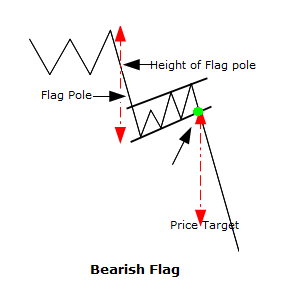 Height of Flag pole
Flag Pole
Price Target
Bearish Flag